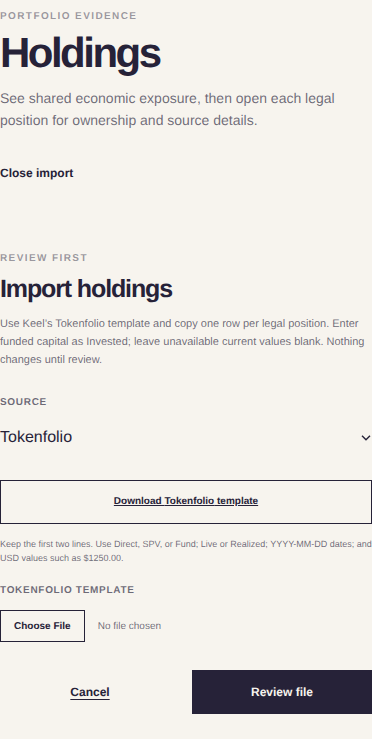 PORTFOLIO EVIDENCE
Holdings
See shared economic exposure, then open each legal
position for ownership and source details.
Close import
REVIEW FIRST
Import holdings
Use Keel's Tokenfolio template and copy one row per legal position. Enter
funded capital as Invested; leave unavailable current values blank. Nothing
changes until review.
SOURCE
Tokenfolio
Download Tokenfolio template
Keep the first two lines. Use Direct, SPV, or Fund; Live or Realized; YYYY-MM-DD dates; and
USD values such as $1250.00.
TOKENFOLIO TEMPLATE
Choose File No file chosen
Cancel Review file